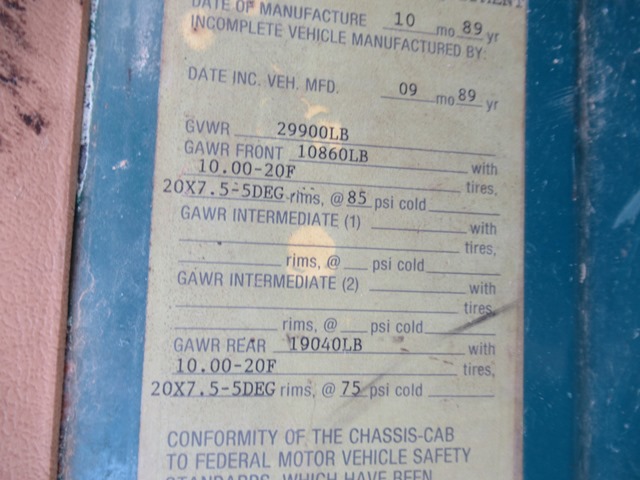 DATE OF MANUFACTURE 10 mo 89 yr
INCOMPLETE VEHICLE MANUFACTURED BY:
DATE INC. VEH. MFD. 09 mo 89 yr
GVWR 29900LB
GAWR FRONT 10860LB with
10.00-20F tires,
20X7.5-5DEG rims, @ 85 psi cold
GAWR INTERMEDIATE (1) with
tires,
rims, @ psi cold
GAWR INTERMEDIATE (2) with
tires,
rims, @ psi cold
GAWR REAR 19040LB with
10.00-20F tires,
20X7.5-5DEG rims, @ 75 psi cold
CONFORMITY OF THE CHASSIS-CAB
TO FEDERAL MOTOR VEHICLE SAFETY
STANDARDS, WHICH HAVE BEEN